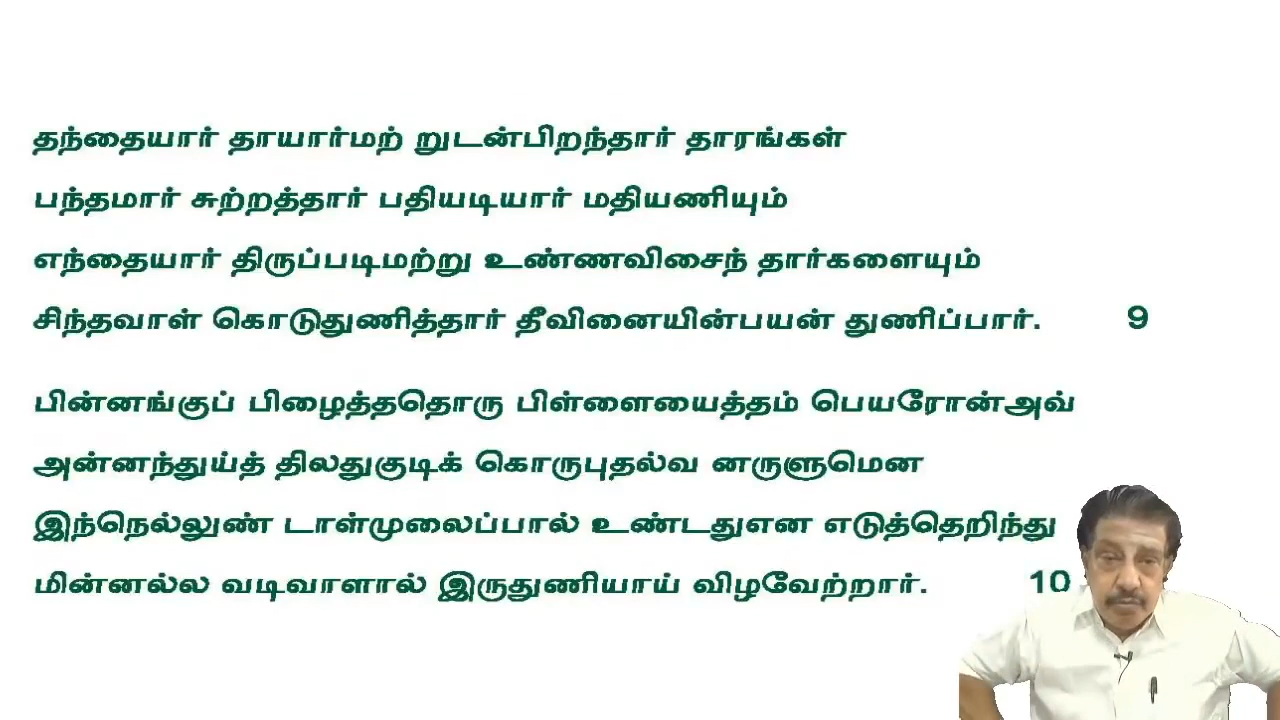 தந்தையார் தாயார்மற் றுடன்பிறந்தார் தாரங்கள்
பந்தமார் சுற்றத்தார் பதியடியார் மதியணியும்
எந்தையார் திருப்படிமற்று உண்ணவிசைந் தார்களையும்
சிந்தவாள் கொடுதுணித்தார் தீவினையின்பயன் துணிப்பார். 9
பின்னங்குப் பிழைத்ததொரு பிள்ளையைத்தம் பெயரோன்அவ்
அன்னந்துய்த் திலதுகுடிக் கொருபுதல்வ னருளுமென
இந்நெல்லுண் டாள்முலைப்பால் உண்டதுஎன எடுத்தெறிந்து
மின்னல்ல வடிவாளால் இருதுணியாய் விழவேற்றார். 10